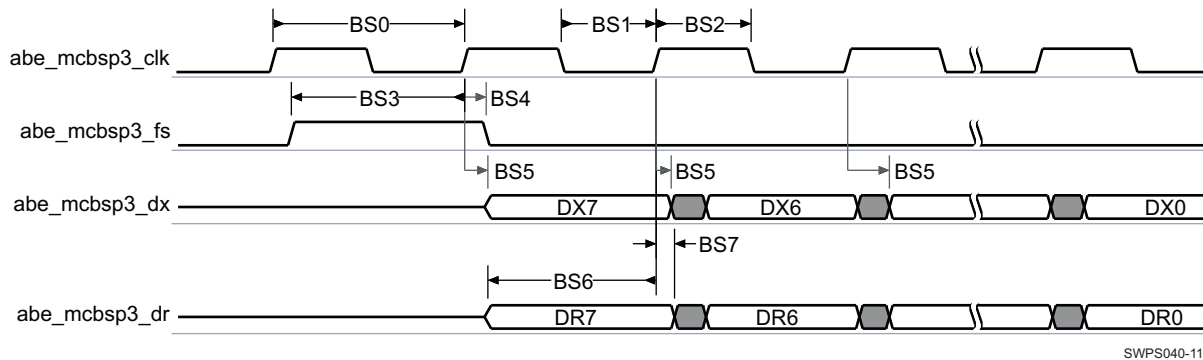 BS0
BS1
BS2
abe_mcbsp3_clk
BS3
BS4
abe_mcbsp3_fs
BS5
BS5
BS5
abe_mcbsp3_dx
DX7
DX6
DX0
BS7
BS6
abe_mcbsp3_dr
DR7
DR6
DR0
SWPS040-11